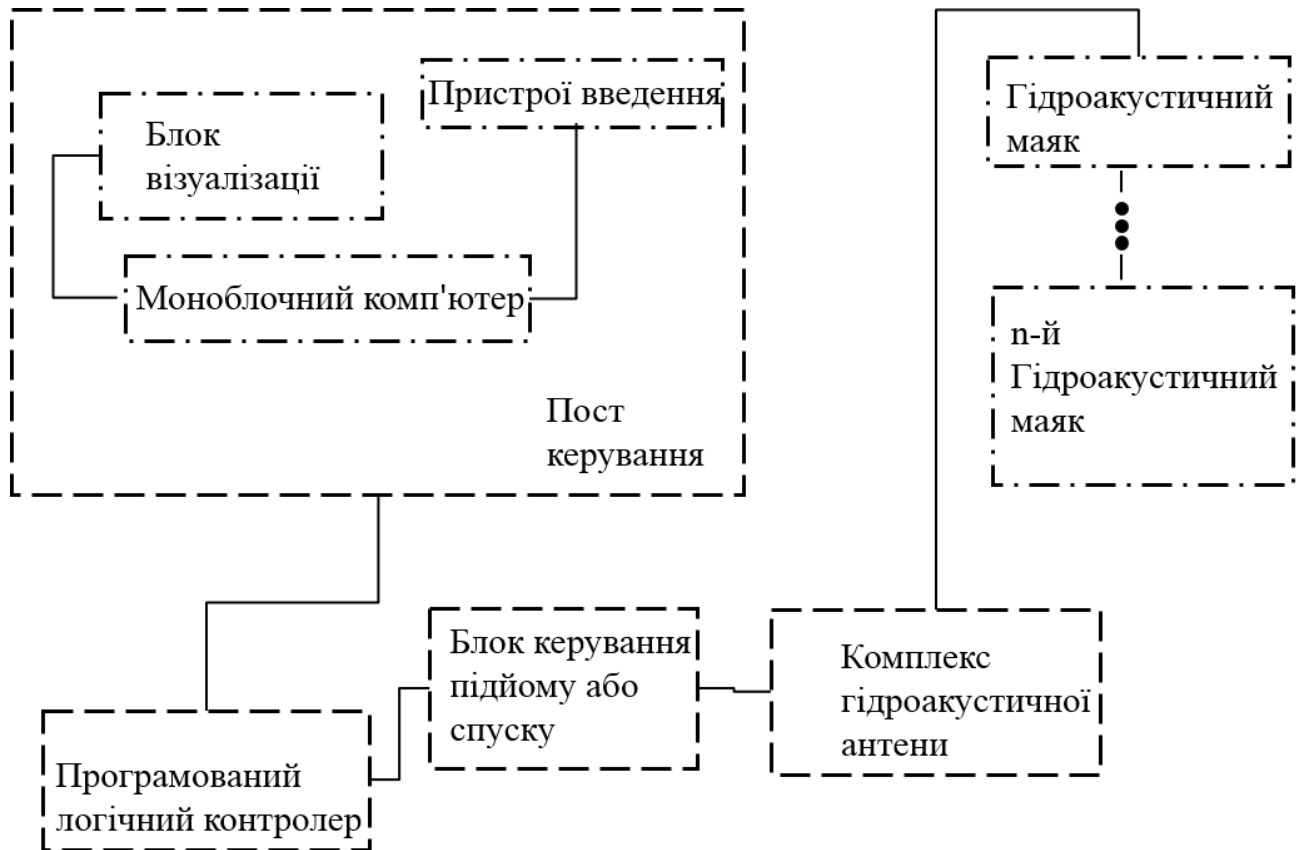 Пристрої введення
Блок
візуалізації
Моноблочний комп'ютер
Пост
керування
Гідроакустичний
маяк
n-й
Гідроакустичний
маяк
Блок керування
підйому або
спуску
Комплекс
гідроакустичної
антени
Програмований
логічний контролер